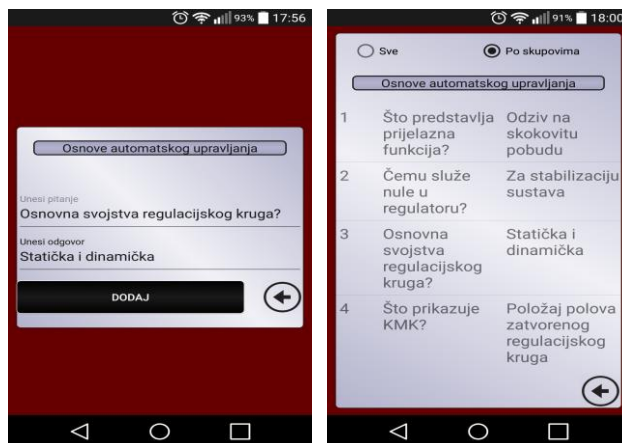 93% 17:56
Osnove automatskog upravljanja
Unesi pitanje
Osnovna svojstva regulacijskog kruga?
Unesi odgovor
Statička i dinamička
DODAJ
91% 18:00
Sve Po skupovima
Osnove automatskog upravljanja
1 Što predstavlja Odziv na
prijelazna skokovitu
funkcija? pobudu
2 Čemu služe Za stabilizaciju
nule u sustava
regulatoru?
3 Osnovna Statička i
svojstva dinamička
regulacijskog
kruga?
4 Što prikazuje Položaj polova
KMK? zatvorenog
regulacijskog
kruga